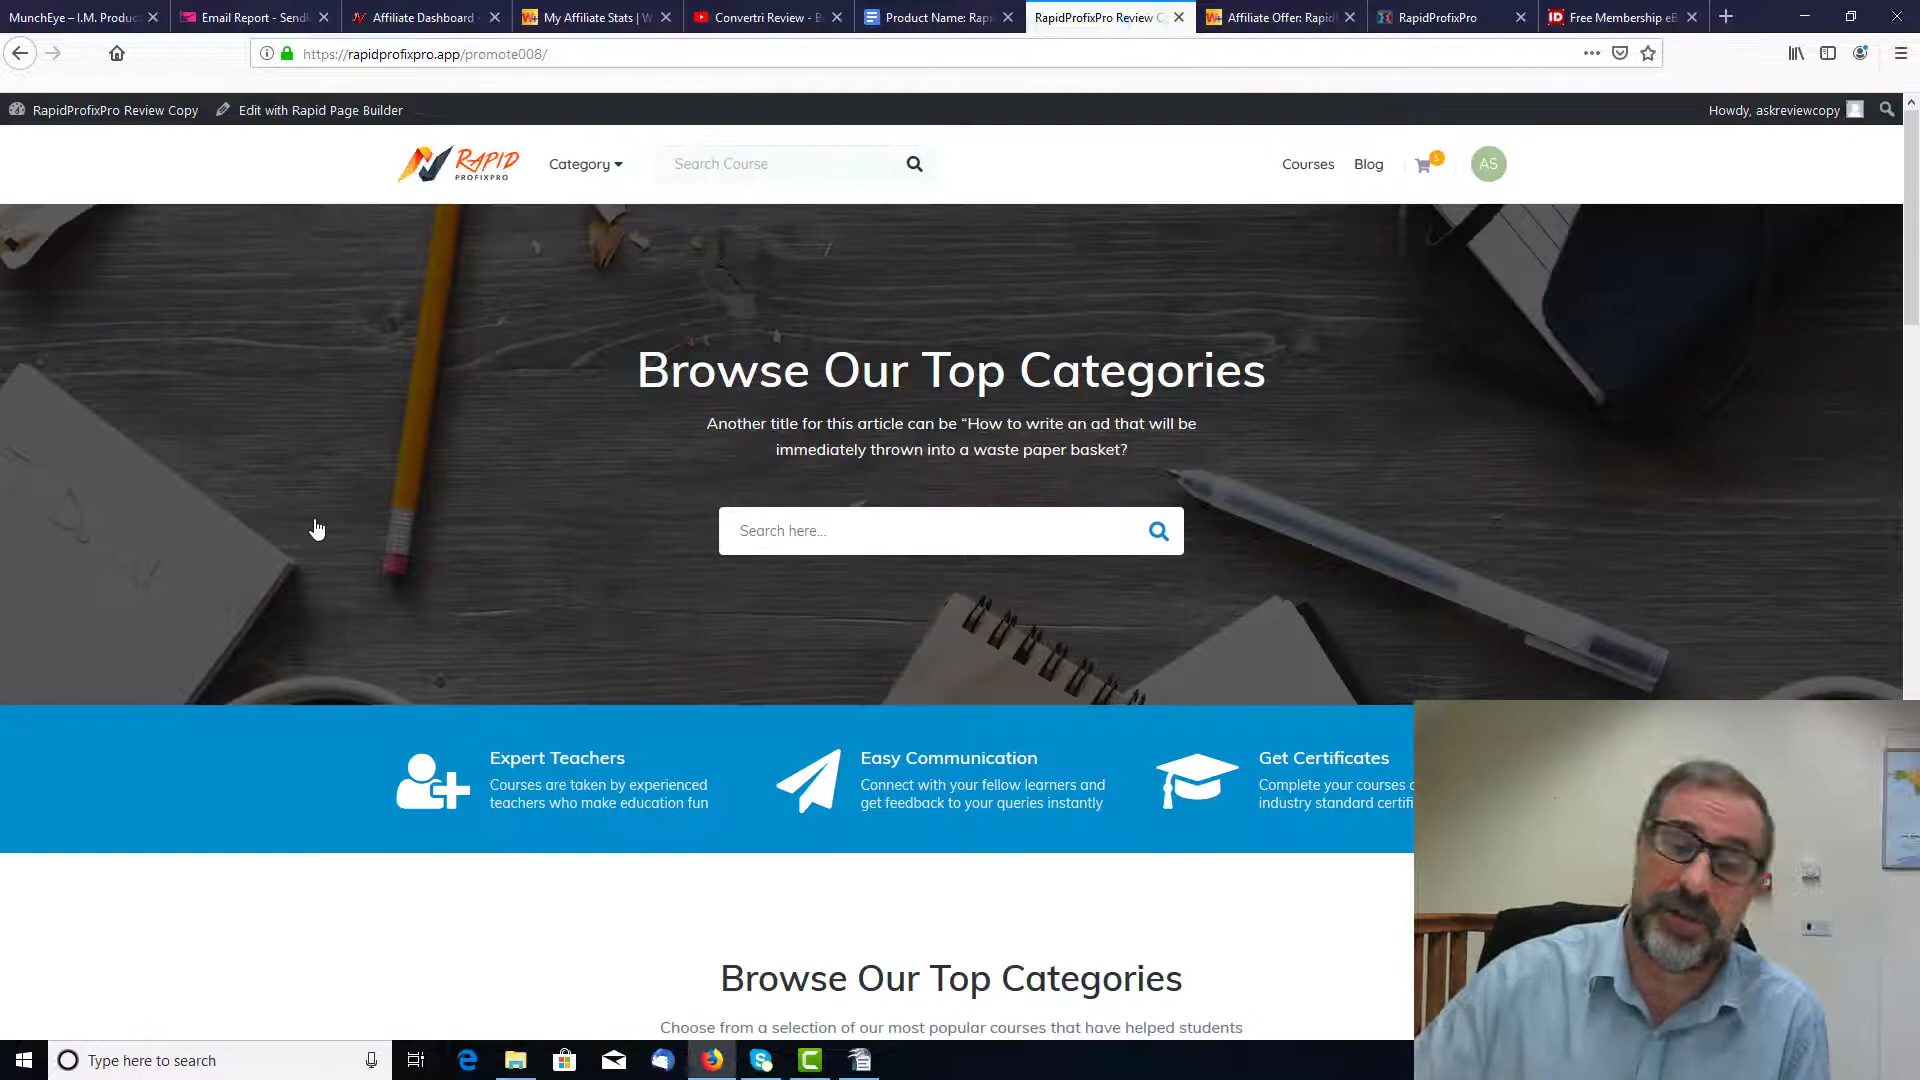 MunchEye – I.M. Produc
Email Report - Sendl
Affiliate Dashboard -
My Affiliate Stats | W
Convertri Review - B
Product Name: Rapi
RapidProfixPro Review C
Affiliate Offer: Rapid
RapidProfixPro
Free Membership eB
https://rapidprofixpro.app/promote008/
RapidProfixPro Review Copy
Edit with Rapid Page Builder
Howdy, askreviewcopy
RAPID
PROFIXPRO
Category
Search Course
Courses
Blog
5
AS
Browse Our Top Categories
Another title for this article can be “How to write an ad that will be
immediately thrown into a waste paper basket?
Search here...
Expert Teachers
Courses are taken by experienced
teachers who make education fun
Easy Communication
Connect with your fellow learners and
get feedback to your queries instantly
Get Certificates
Complete your courses
industry standard certifi
Browse Our Top Categories
Choose from a selection of our most popular courses that have helped students
Type here to search